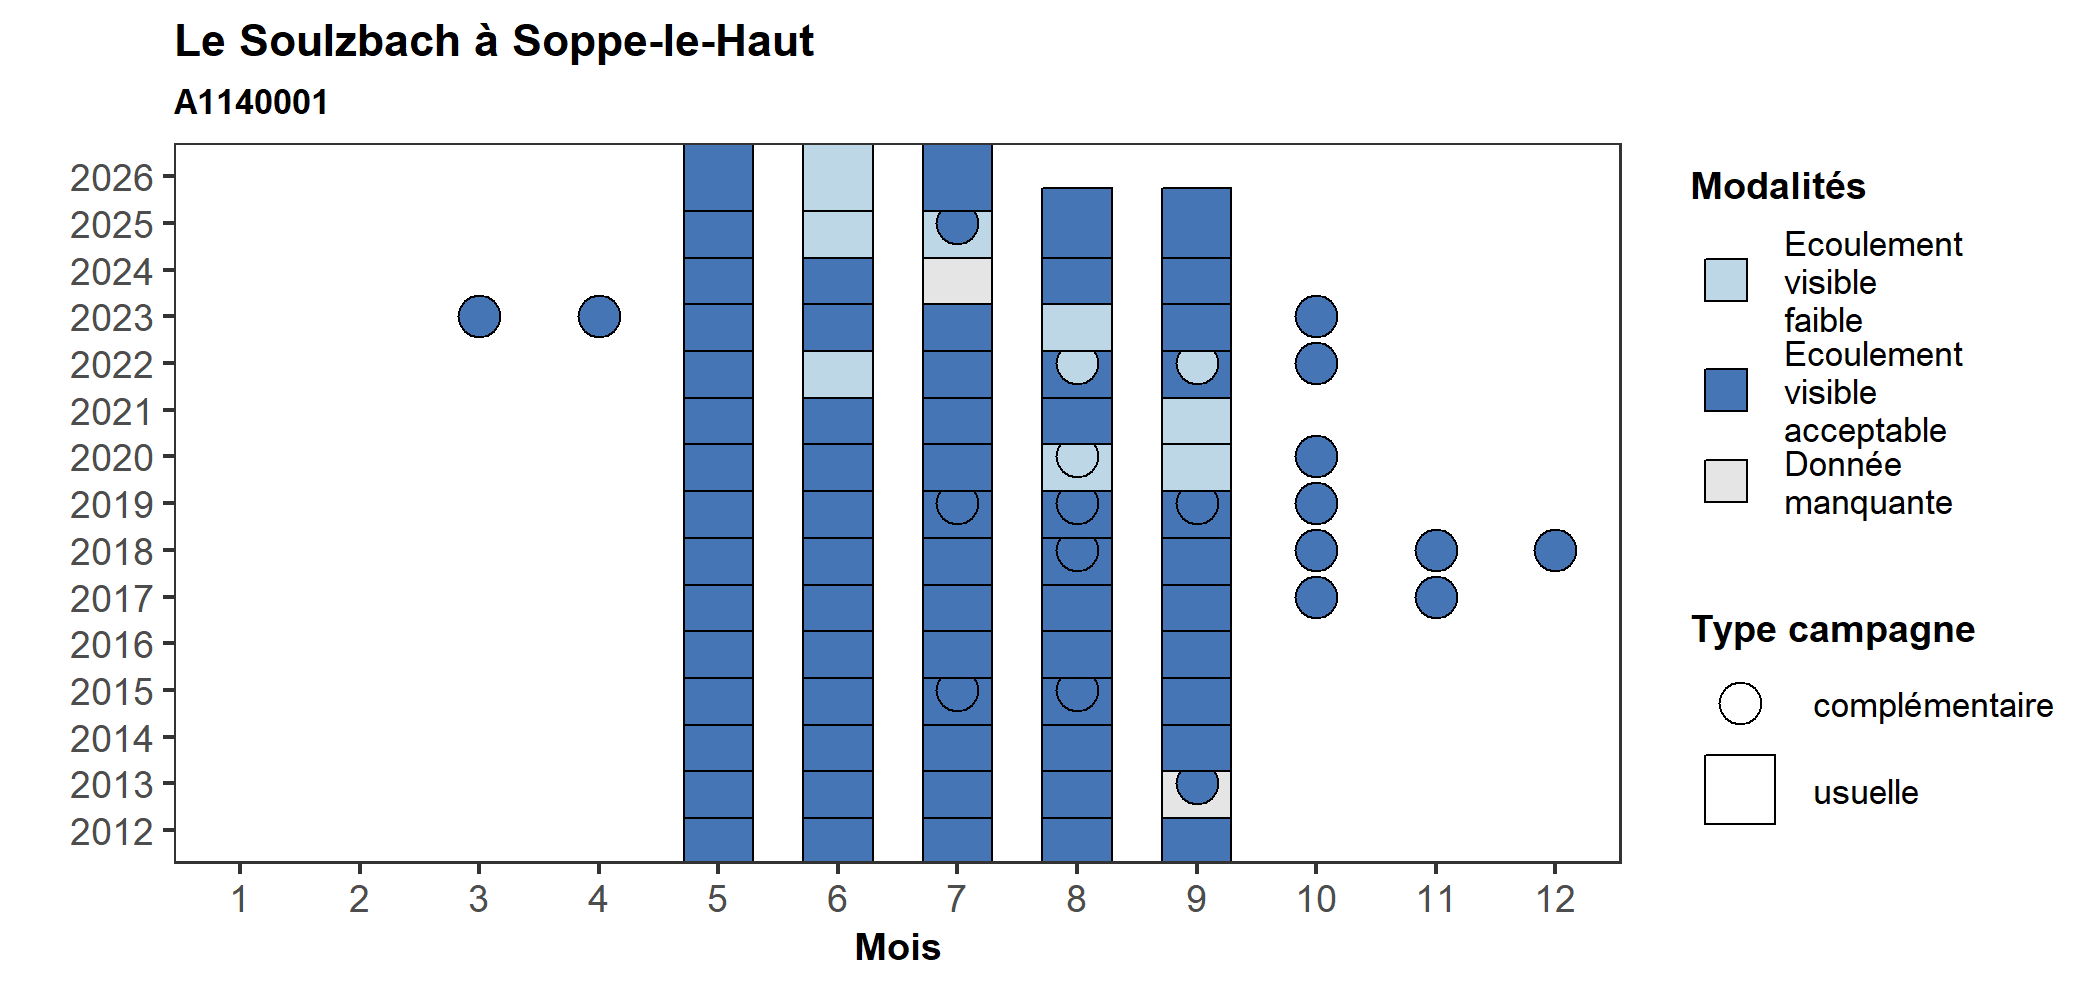 Le Soulzbach à Soppe-le-Haut
A1140001
2026
2025
2024
2023
2022
2021
2020
2019
2018
2017
2016
2015
2014
2013
2012
1 2 3 4 5 6 7 8 9 10 11 12
Mois
Modalités
Ecoulement
visible
faible
Ecoulement
visible
acceptable
Donnée
manquante
Type campagne
complémentaire
usuelle